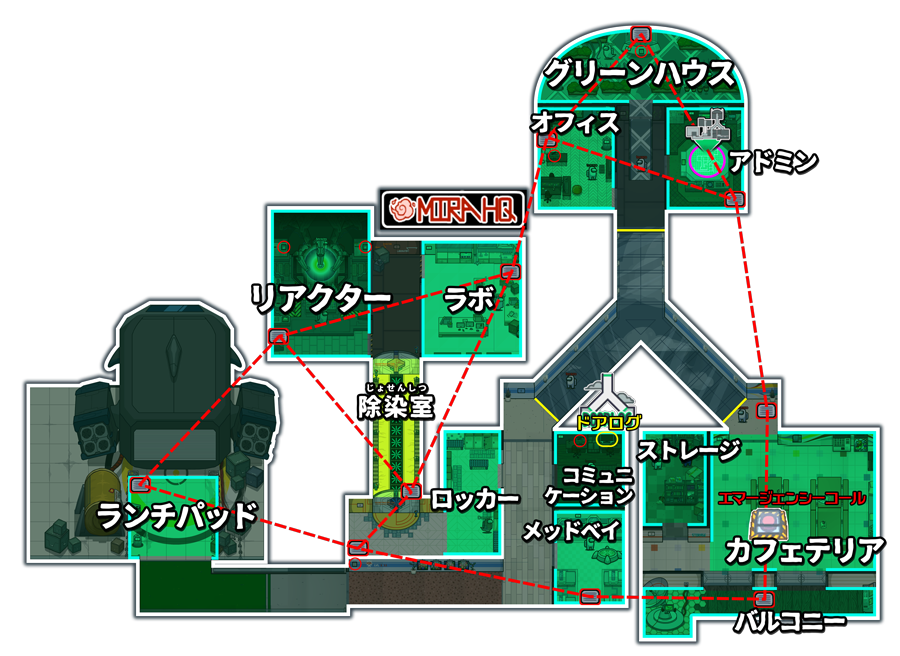 グリーンハウス
オフィス
アドミン
MIRA HQ
リアクター
ラボ
じょせんしつ
除染室
ドアログ
ストレージ
コミュニ
ケーション
ロッカー
エマージェンシーコール
ランチパッド
メッドベイ
カフェテリア
バルコニー